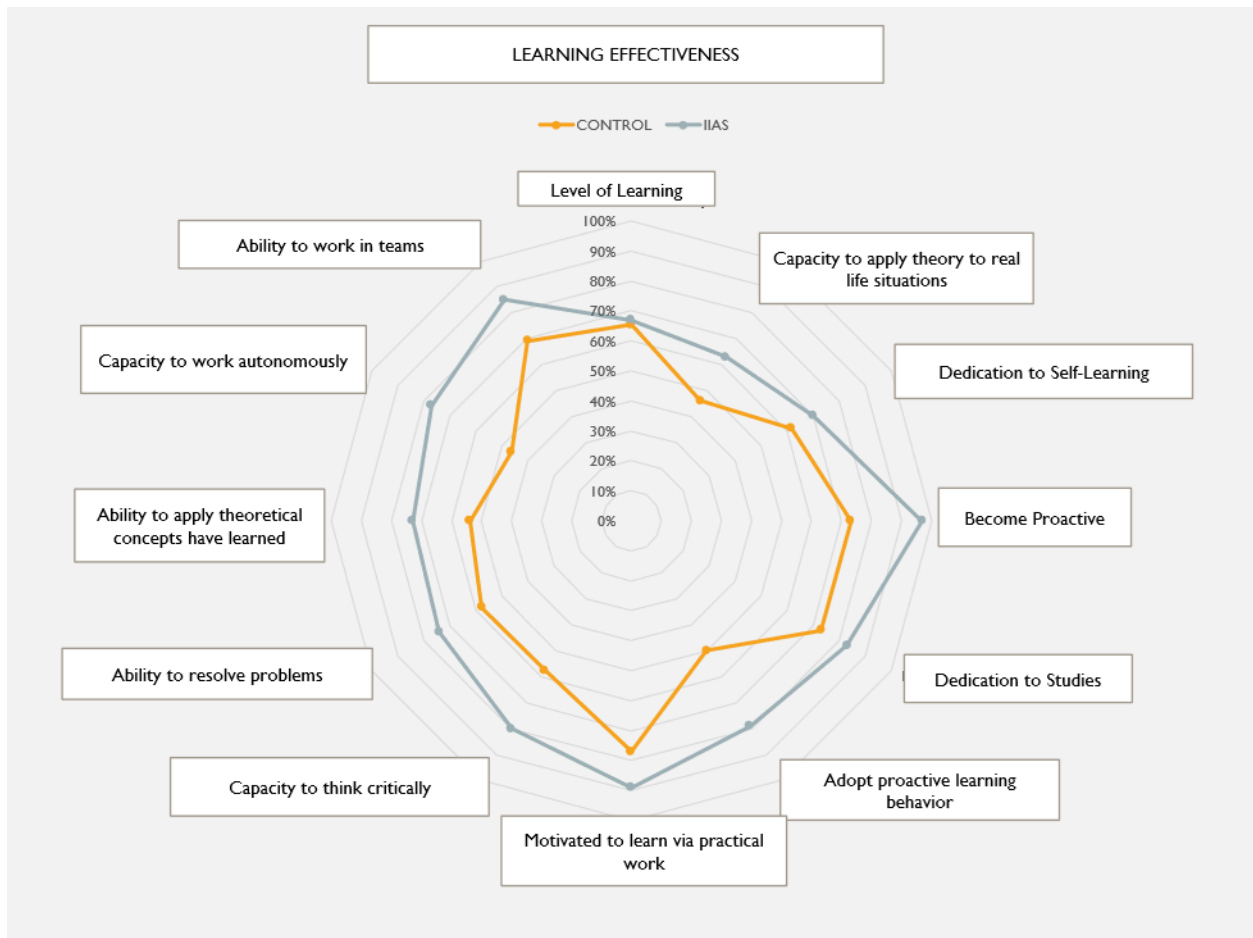 LEARNING EFFECTIVENESS
CONTROL IIAS
Level of Learning
100%
90%
80%
70%
60%
50%
40%
30%
20%
10%
0%
Capacity to apply theory to real
life situations
Dedication to Self-Learning
Become Proactive
Dedication to Studies
Adopt proactive learning
behavior
Motivated to learn via practical
work
Capacity to think critically
Ability to resolve problems
Ability to apply theoretical
concepts have learned
Capacity to work autonomously
Ability to work in teams